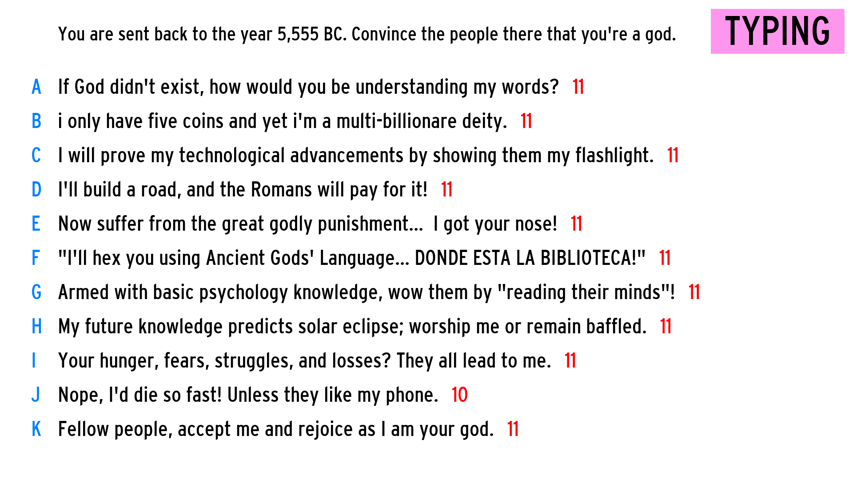 You are sent back to the year 5,555 BC. Convince the people there that you're a god.
TYPING
A If God didn't exist, how would you be understanding my words? 11
B i only have five coins and yet i'm a multi-billionare deity. 11
C I will prove my technological advancements by showing them my flashlight. 11
D I'll build a road, and the Romans will pay for it! 11
E Now suffer from the great godly punishment... I got your nose! 11
F "I'll hex you using Ancient Gods' Language... DONDE ESTA LA BIBLIOTECA!" 11
G Armed with basic psychology knowledge, wow them by "reading their minds"! 11
H My future knowledge predicts solar eclipse; worship me or remain baffled. 11
I Your hunger, fears, struggles, and losses? They all lead to me. 11
J Nope, I'd die so fast! Unless they like my phone. 10
K Fellow people, accept me and rejoice as I am your god. 11